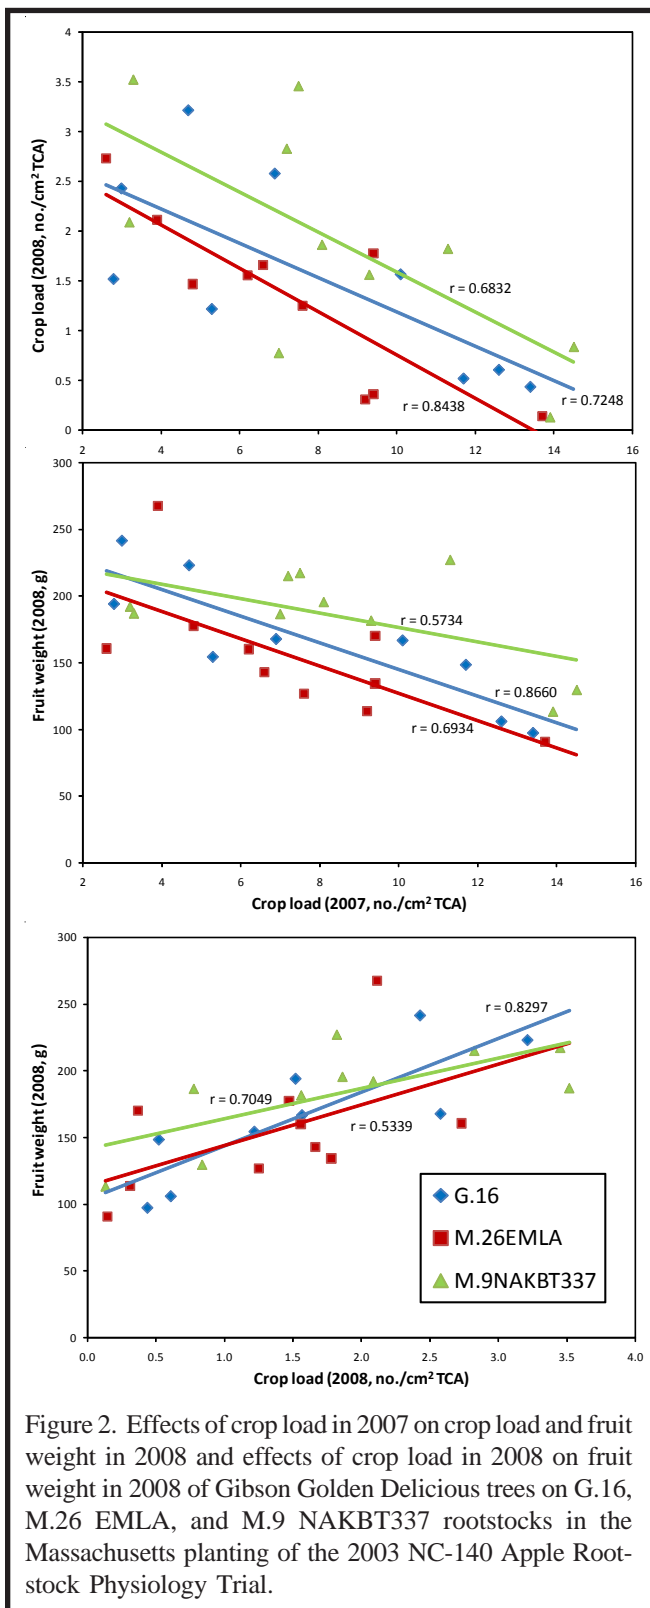 4
3.5
3
2.5
2
1.5
1
0.5
0
Crop load (2008, no./cm² TCA)
r = 0.6832
r = 0.7248
r = 0.8438
2 4 6 8 10 12 14 16
300
250
200
150
100
50
0
Fruit weight (2008, g)
r = 0.5734
r = 0.8660
r = 0.6934
2 4 6 8 10 12 14 16
Crop load (2007, no./cm² TCA)
300
250
200
150
100
50
0
Fruit weight (2008, g)
r = 0.8297
r = 0.7049
r = 0.5339
G.16
M.26EMLA
M.9NAKBT337
0.0 0.5 1.0 1.5 2.0 2.5 3.0 3.5 4.0
Crop load (2008, no./cm² TCA)
Figure 2. Effects of crop load in 2007 on crop load and fruit
weight in 2008 and effects of crop load in 2008 on fruit
weight in 2008 of Gibson Golden Delicious trees on G.16,
M.26 EMLA, and M.9 NAKBT337 rootstocks in the
Massachusetts planting of the 2003 NC-140 Apple Root-
stock Physiology Trial.